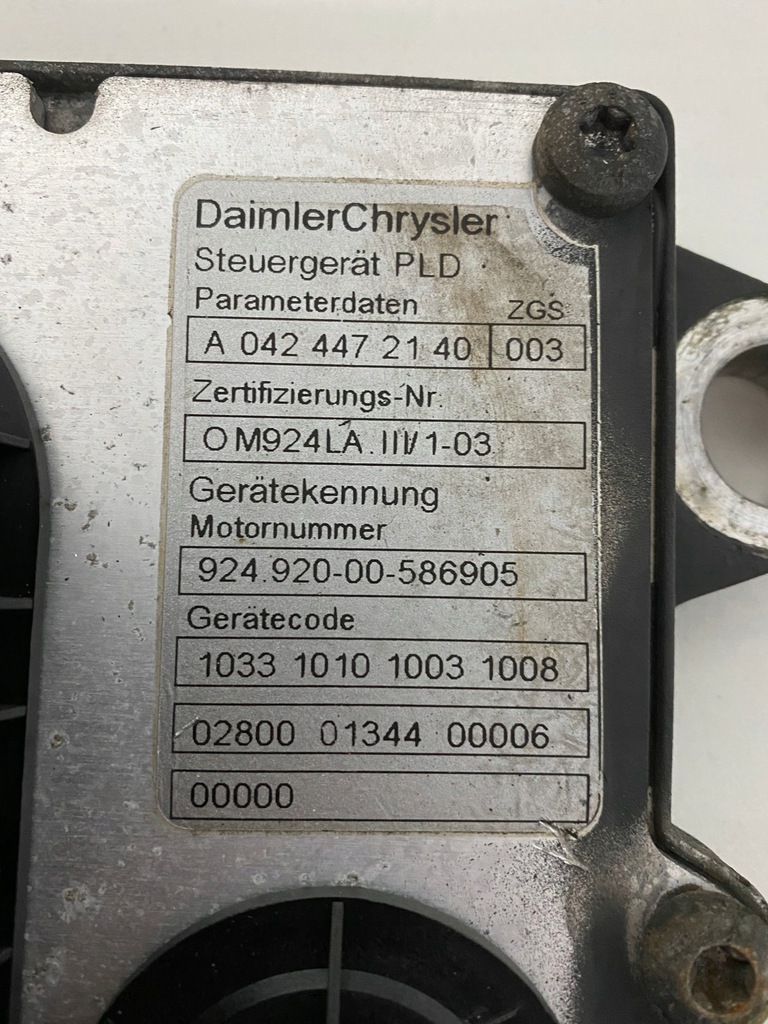 DaimlerChrysler
Steuergerät PLD
Parameterdaten ZGS
A 042 447 21 40 003
Zertifizierungs-Nr.
OM924LA.III/1-03
Gerätekennung
Motornummer
924.920-00-586905
Gerätecode
1033 1010 1003 1008
02800 01344 00006
00000